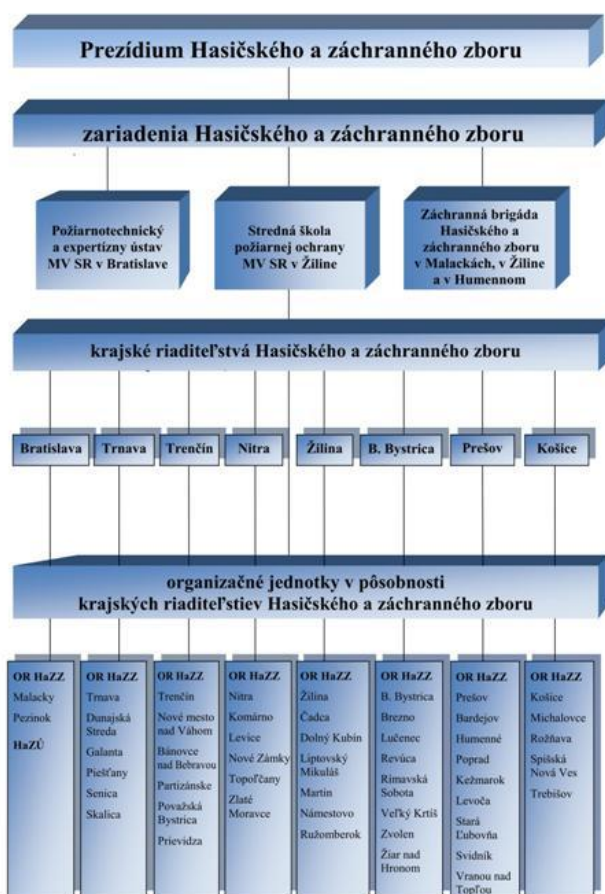 Prezídium Hasičského a záchranného zboru
zariadenia Hasičského a záchranného zboru
Požiarnotechnický
a expertízny ústav
MV SR v Bratislave
Stredná škola
požiarnej ochrany
MV SR v Žiline
Záchranná brigáda
Hasičského a
záchranného zboru
v Malackách, v Žiline
a v Humennom
krajské riaditeľstvá Hasičského a záchranného zboru
Bratislava
Trnava
Trenčín
Nitra
Žilina
B. Bystrica
Prešov
Košice
organizačné jednotky v pôsobnosti
krajských riaditeľstiev Hasičského a záchranného zboru
OR HaZZ
Malacky
Pezinok
HaZÚ
OR HaZZ
Trnava
Dunajská
Streda
Galanta
Piešťany
Senica
Skalica
OR HaZZ
Trenčín
Nové mesto
nad Váhom
Bánovce
nad Bebravou
Partizánske
Považská
Bystrica
Prievidza
OR HaZZ
Nitra
Komárno
Levice
Nové Zámky
Topoľčany
Zlaté
Moravce
OR HaZZ
Žilina
Čadca
Dolný Kubín
Liptovský
Mikuláš
Martin
Námestovo
Ružomberok
OR HaZZ
B. Bystrica
Brezno
Lučenec
Revúca
Rimavská
Sobota
Veľký Krtíš
Zvolen
Žiar nad
Hronom
OR HaZZ
Prešov
Bardejov
Humenné
Poprad
Kežmarok
Levoča
Stará
Ľubovňa
Svidník
Vranou nad
Topľou
OR HaZZ
Košice
Michalovce
Rožňava
Spišská
Nová Ves
Trebišov